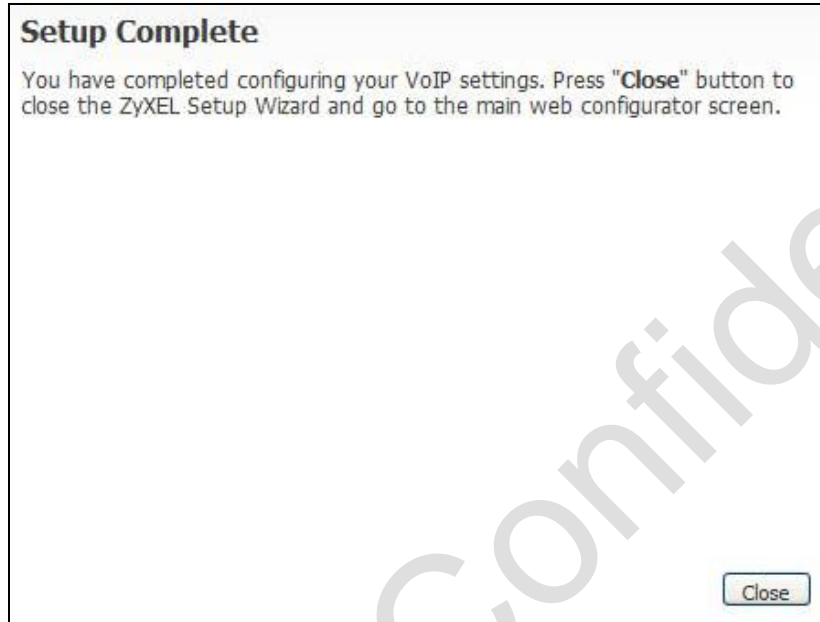 Setup Complete
You have completed configuring your VoIP settings. Press "Close" button to
close the ZyXEL Setup Wizard and go to the main web configurator screen.
Confide
Close